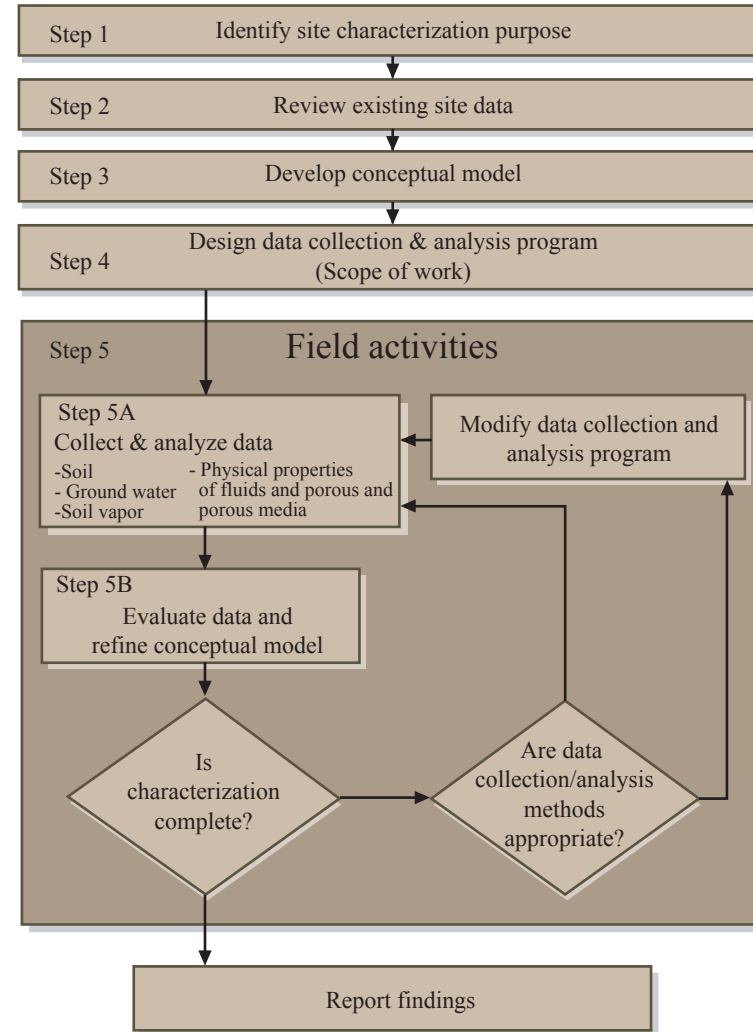 Step 1
Identify site characterization purpose
Step 2
Review existing site data
Step 3
Develop conceptual model
Step 4
Design data collection & analysis program
(Scope of work)
Step 5
Field activities
Step 5A
Collect & analyze data
-Soil
- Ground water
-Soil vapor
- Physical properties
of fluids and porous and
porous media
Modify data collection and
analysis program
Step 5B
Evaluate data and
refine conceptual model
Is
characterization
complete?
Are data
collection/analysis
methods
appropriate?
Report findings